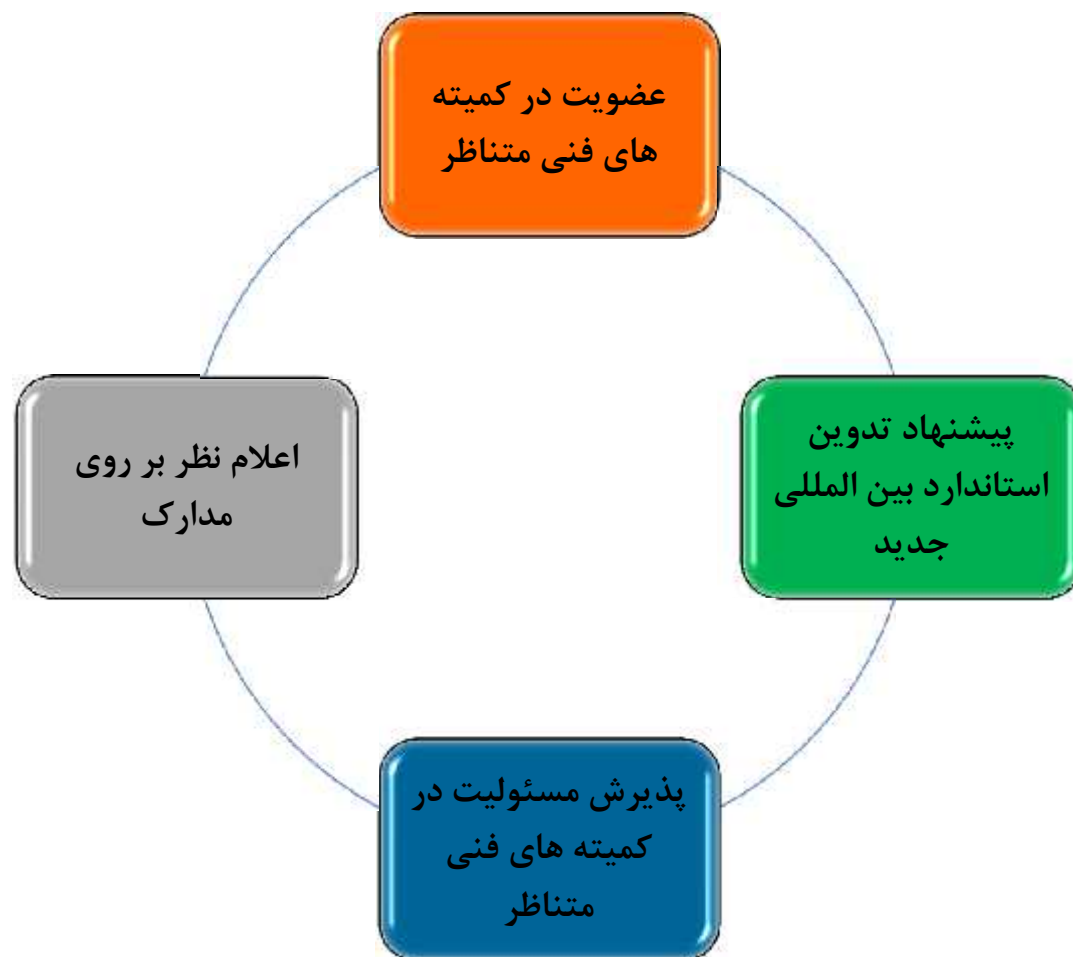 عضویت در کمیته
های فنی متناظر
پیشنهاد تدوین
استاندارد بین المللی
جدید
پذیرش مسئولیت در
کمیته های فنی
متناظر
اعلام نظر بر روی
مدارک